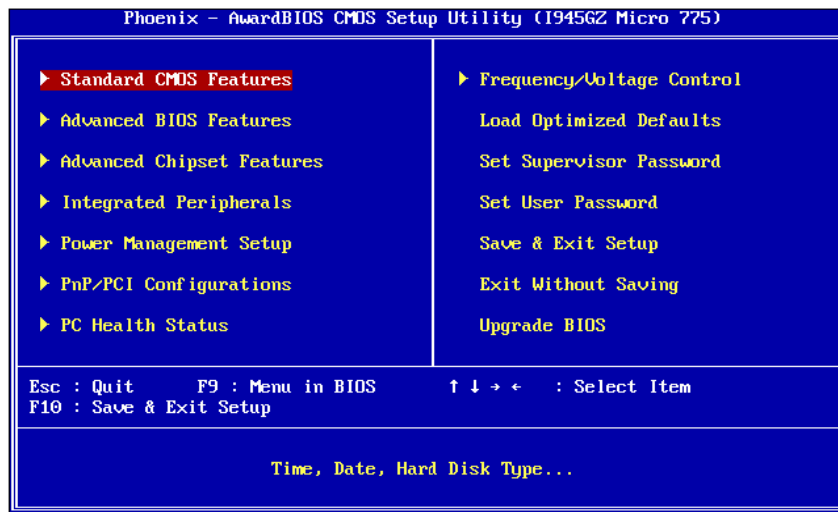 Phoenix - AwardBIOS CMOS Setup Utility (I945GZ Micro 775)
Standard CMOS Features
Advanced BIOS Features
Advanced Chipset Features
Integrated Peripherals
Power Management Setup
PnP/PCI Configurations
PC Health Status
Frequency/Voltage Control
Load Optimized Defaults
Set Supervisor Password
Set User Password
Save & Exit Setup
Exit Without Saving
Upgrade BIOS
Esc : Quit F9 : Menu in BIOS ↑ ↓ → ← : Select Item
F10 : Save & Exit Setup
Time, Date, Hard Disk Type...